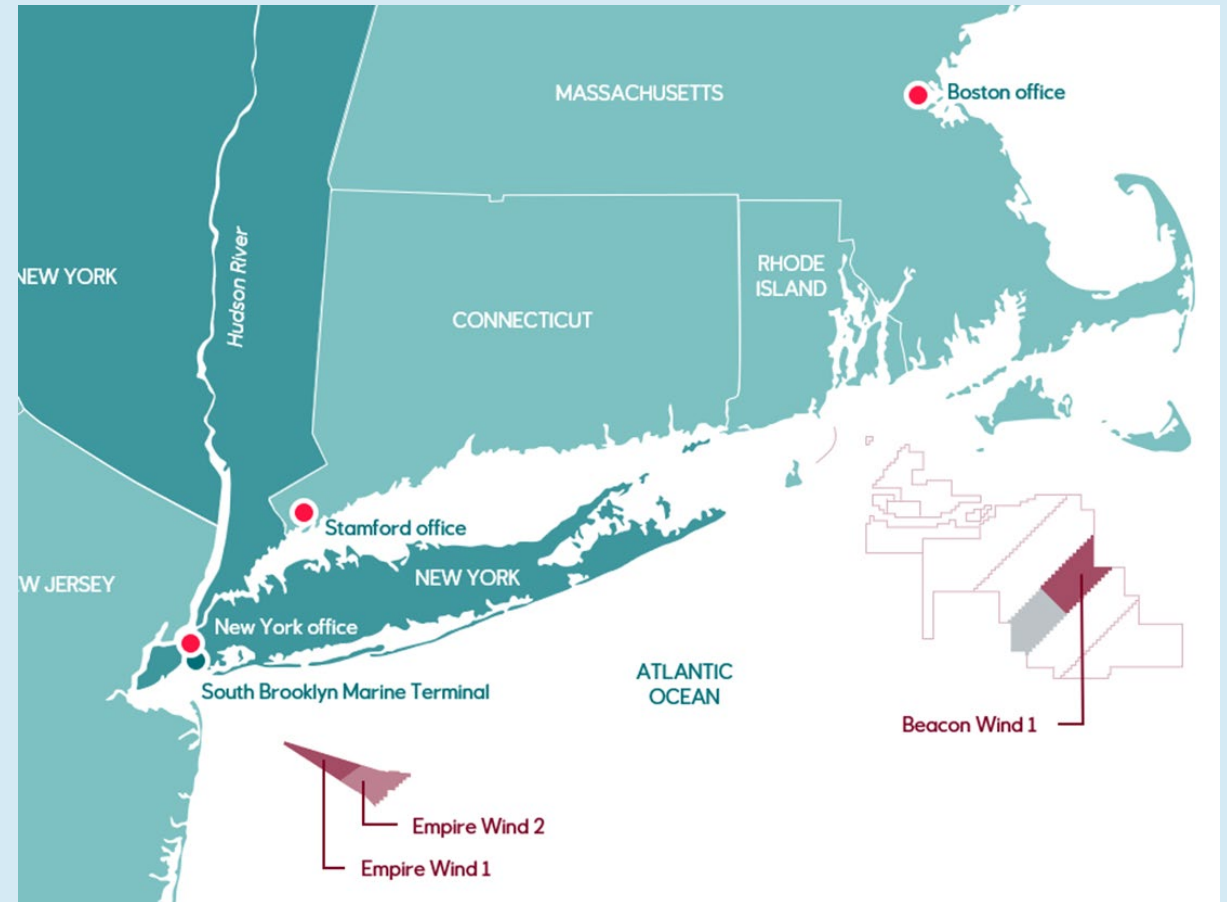 MASSACHUSETTS
Boston office
Hudson River
NEW YORK
RHODE
ISLAND
CONNECTICUT
Stamford office
NEW YORK
W JERSEY
New York office
South Brooklyn Marine Terminal
ATLANTIC
OCEAN
Beacon Wind 1
Empire Wind 2
Empire Wind 1